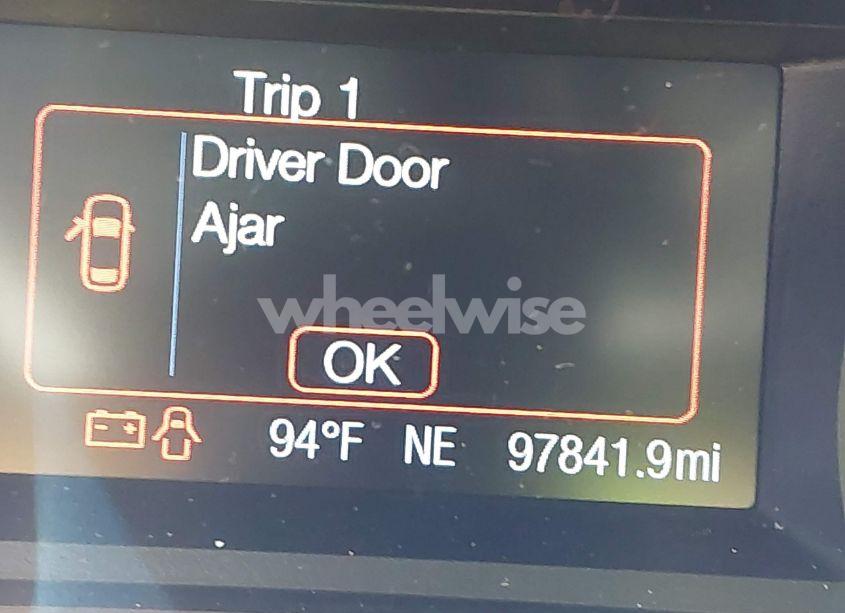 Trip 1
Driver Door
Ajar
wheelwise
OK
94°F NE 97841.9mi